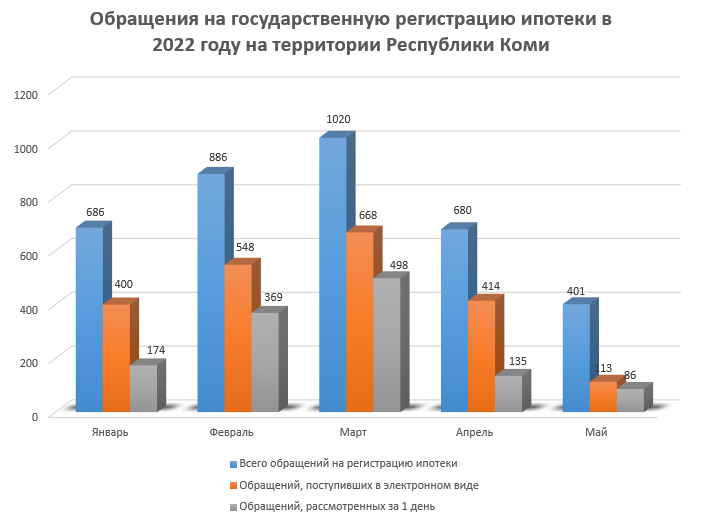 Обращения на государственную регистрацию ипотеки в
2022 году на территории Республики Коми
1200
1000
800
600
400
200
0
686
400
174
886
548
369
1020
668
498
680
414
135
401
113
86
Январь
Февраль
Март
Апрель
Май
Всего обращений на регистрацию ипотеки
Обращений, поступивших в электронном виде
Обращений, рассмотренных за 1 день